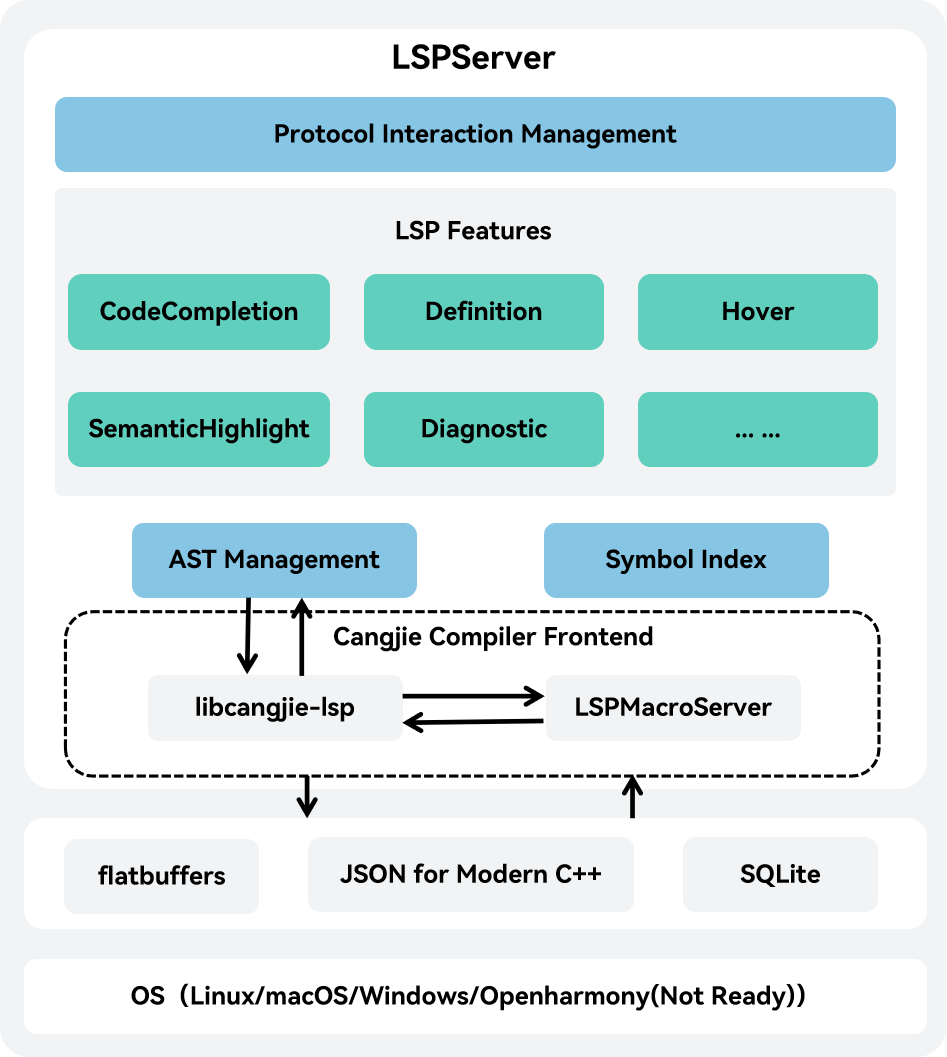 LSPServer
Protocol Interaction Management
LSP Features
CodeCompletion
Definition
Hover
SemanticHighlight
Diagnostic
... ...
AST Management
Symbol Index
Cangjie Compiler Frontend
libcangjie-lsp
LSPMacroServer
flatbuffers
JSON for Modern C++
SQLite
OS（Linux/macOS/Windows/Openharmony(Not Ready)）